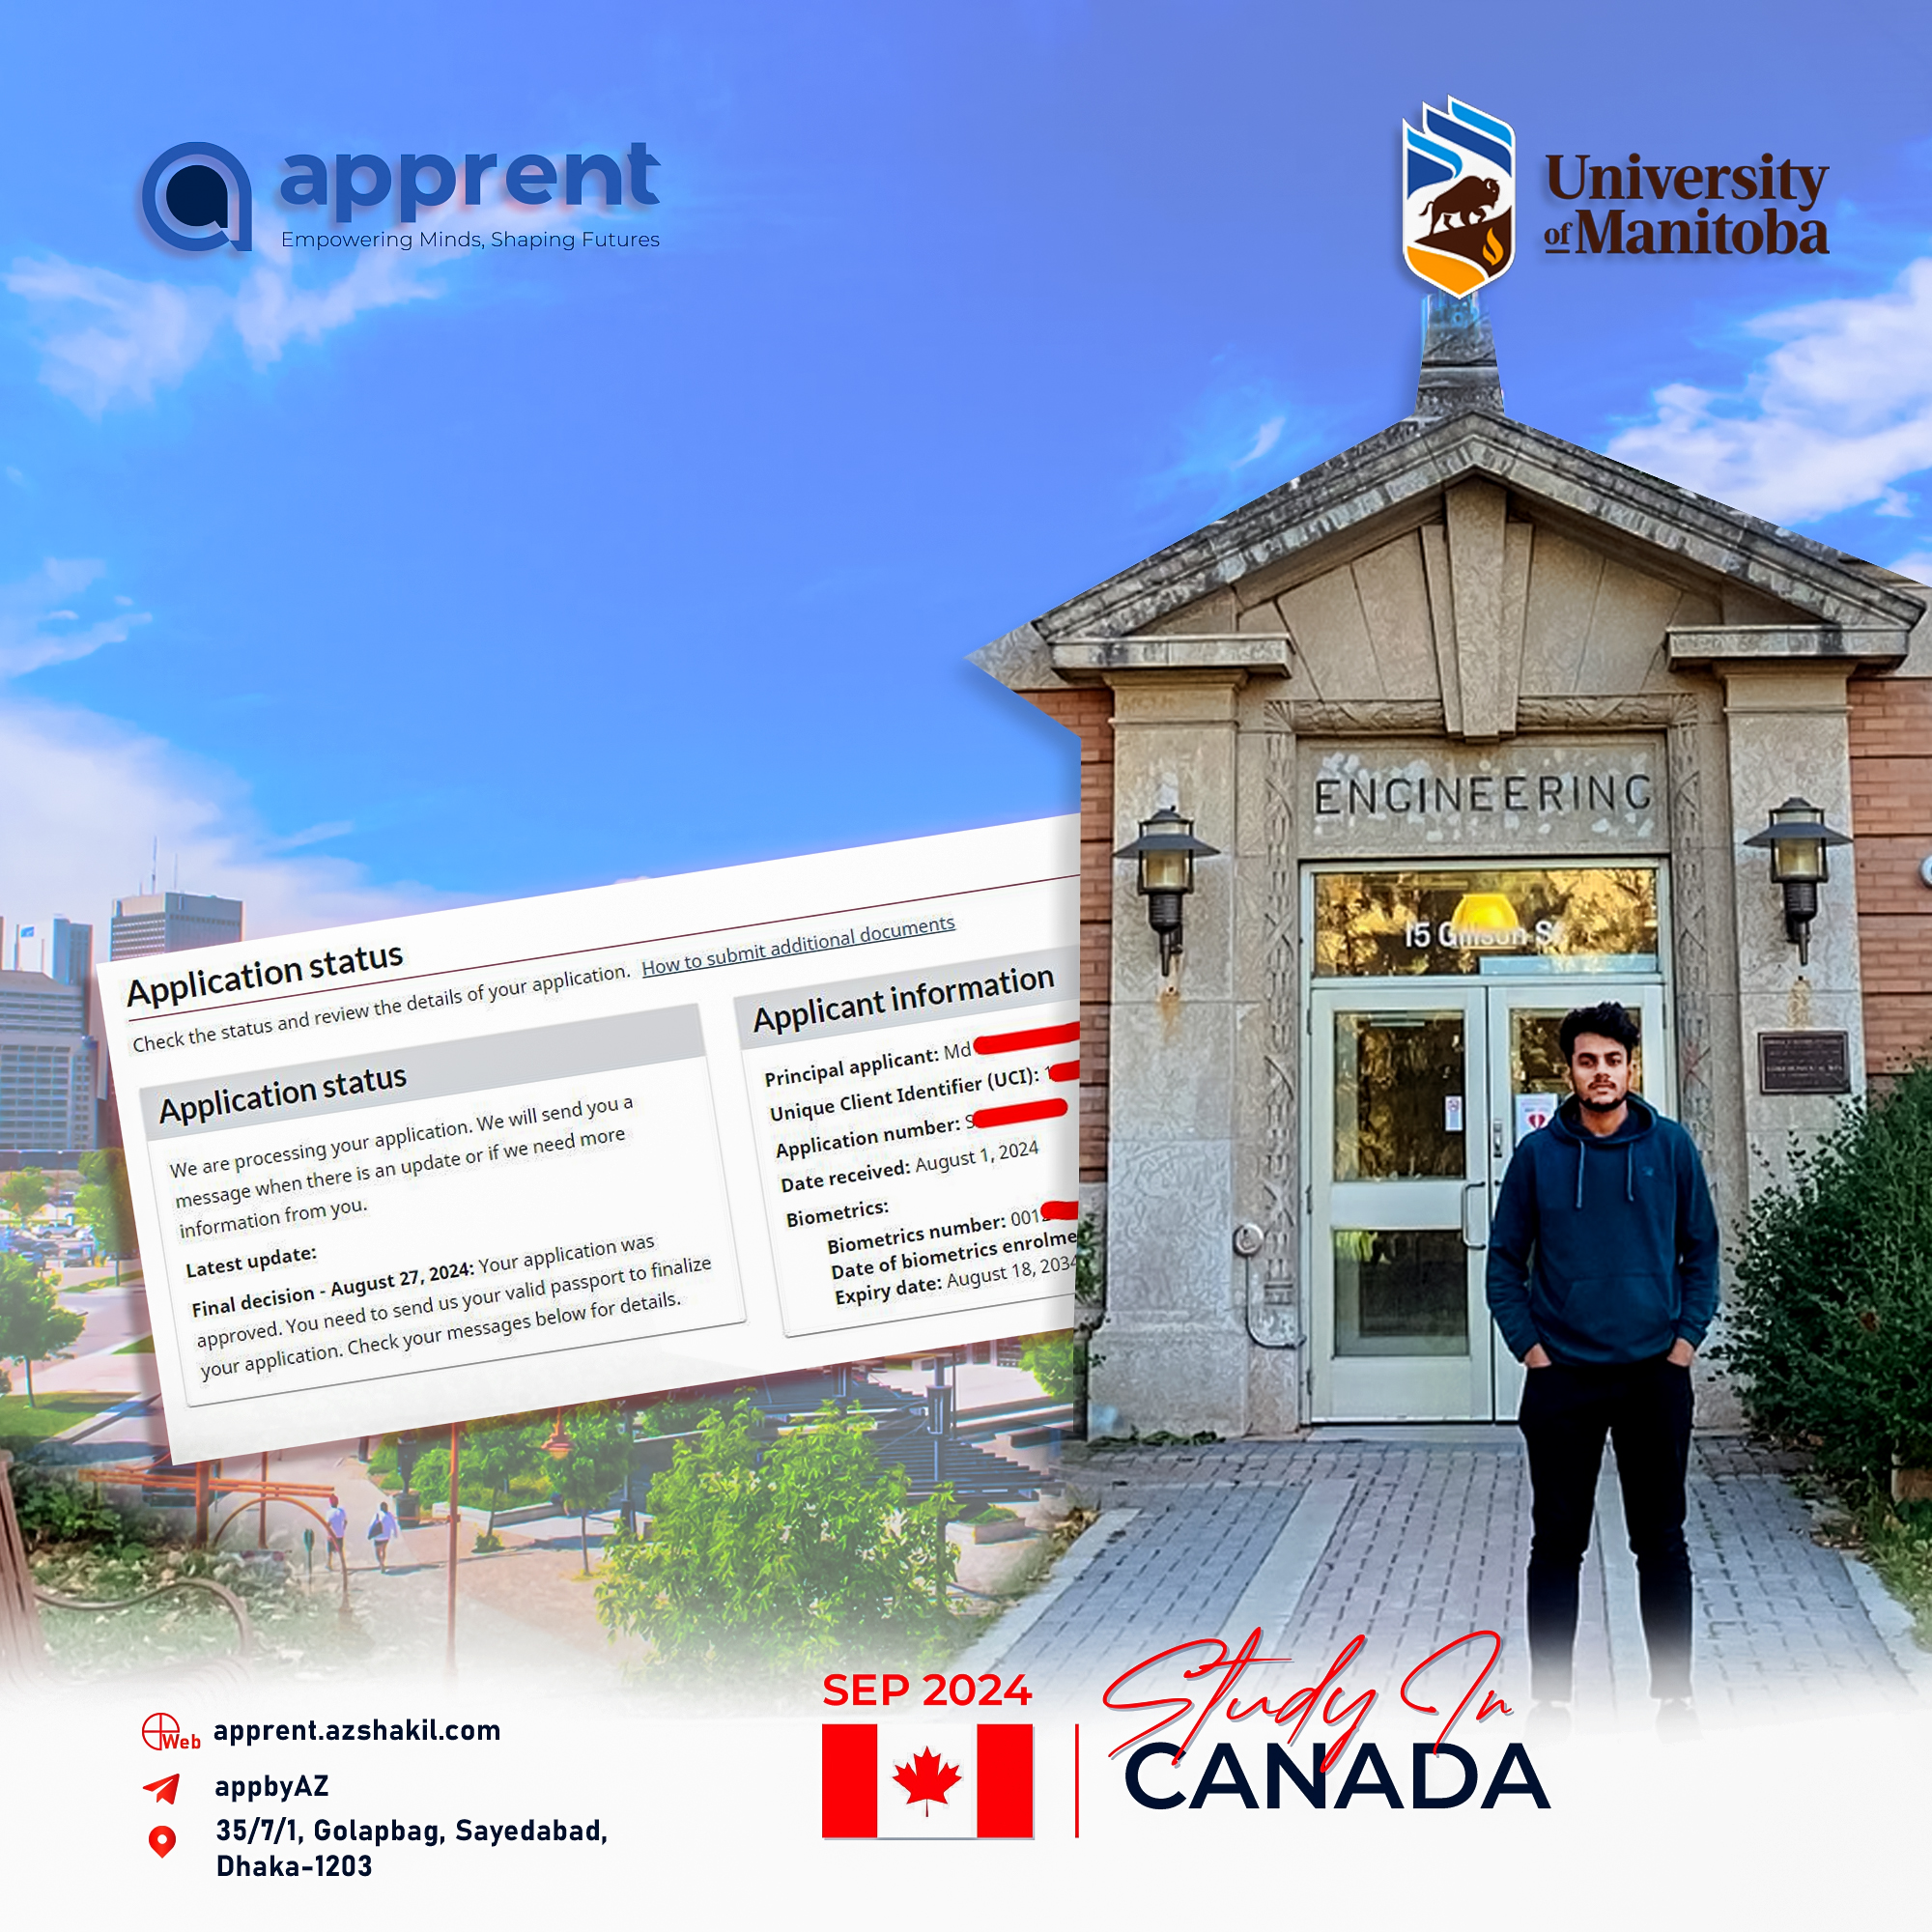 apprent
Empowering Minds, Shaping Futures
University
of Manitoba
ENGINEERING
15 Gillson St
Application status
Check the status and review the details of your application. How to submit additional documents
Application status
We are processing your application. We will send you a
message when there is an update or if we need more
information from you.
Latest update:
Final decision - August 27, 2024: Your application was
approved. You need to send us your valid passport to finalize
your application. Check your messages below for details.
Applicant information
Principal applicant: Md
Unique Client Identifier (UCI): 1
Application number: S
Date received: August 1, 2024
Biometrics:
Biometrics number: 001
Date of biometrics enrolme
Expiry date: August 18, 2034
SEP 2024
Study In
CANADA
Web apprent.azshakil.com
appbyAZ
35/7/1, Golapbag, Sayedabad,
Dhaka-1203